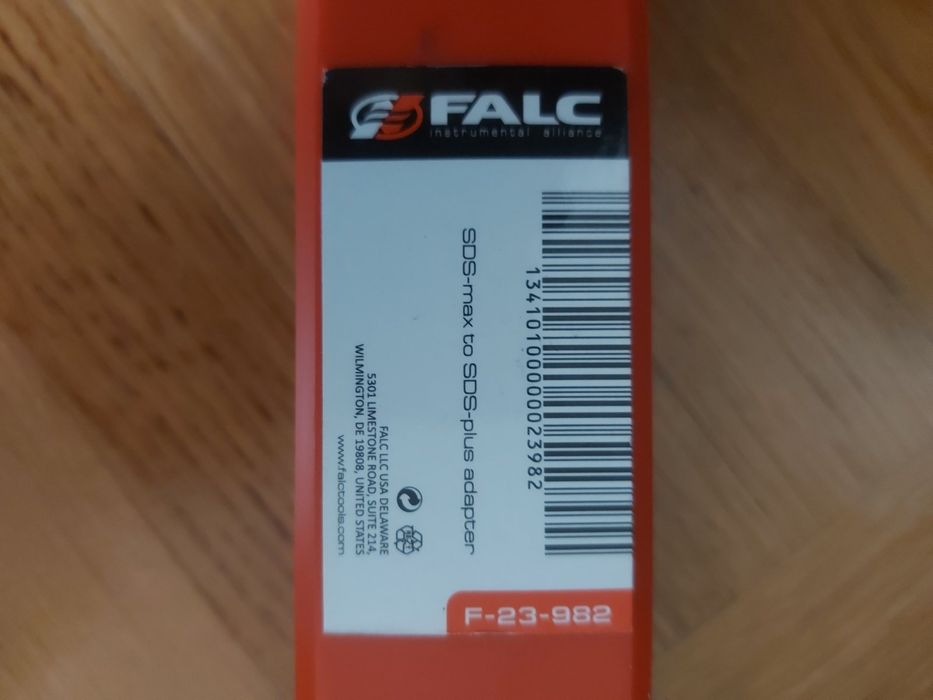 FALC
instrumental alliance
1341010000023982
SDS-max to SDS-plus adapter
FALC LLC USA DELAWARE
5301 LIMESTONE ROAD, SUITE 214,
WILMINGTON, DE 19808, UNITED STATES
www.falctools.com
F-23-982